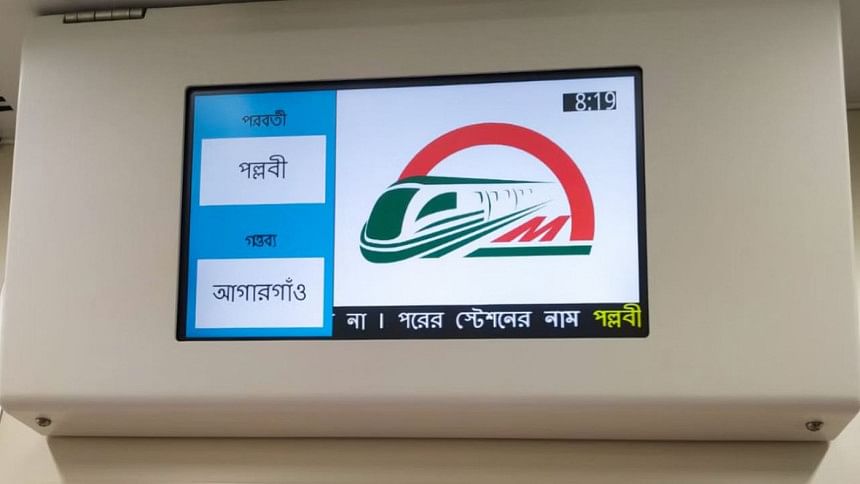 পরবর্তী
পল্লবী
গন্তব্য
আগারগাঁও
8:19
M
না । পরের স্টেশনের নাম পল্লবী